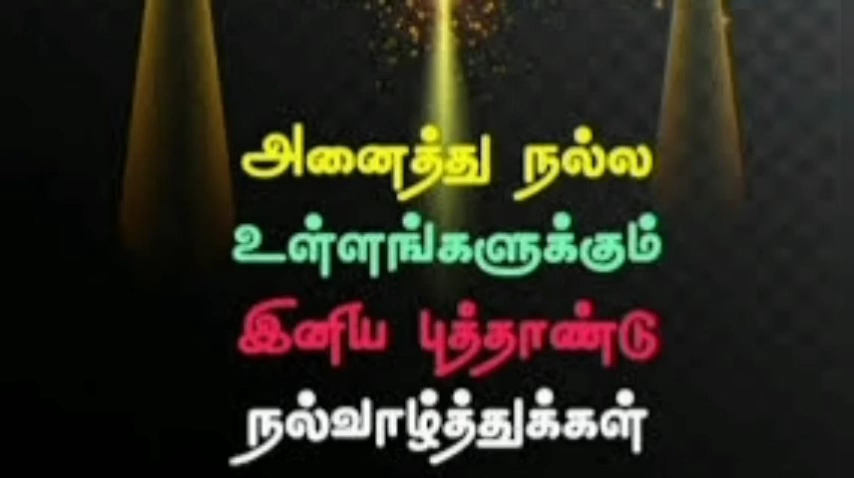 அனைத்து நல்ல
உள்ளங்களுக்கும்
இனிய புத்தாண்டு
நல்வாழ்த்துக்கள்